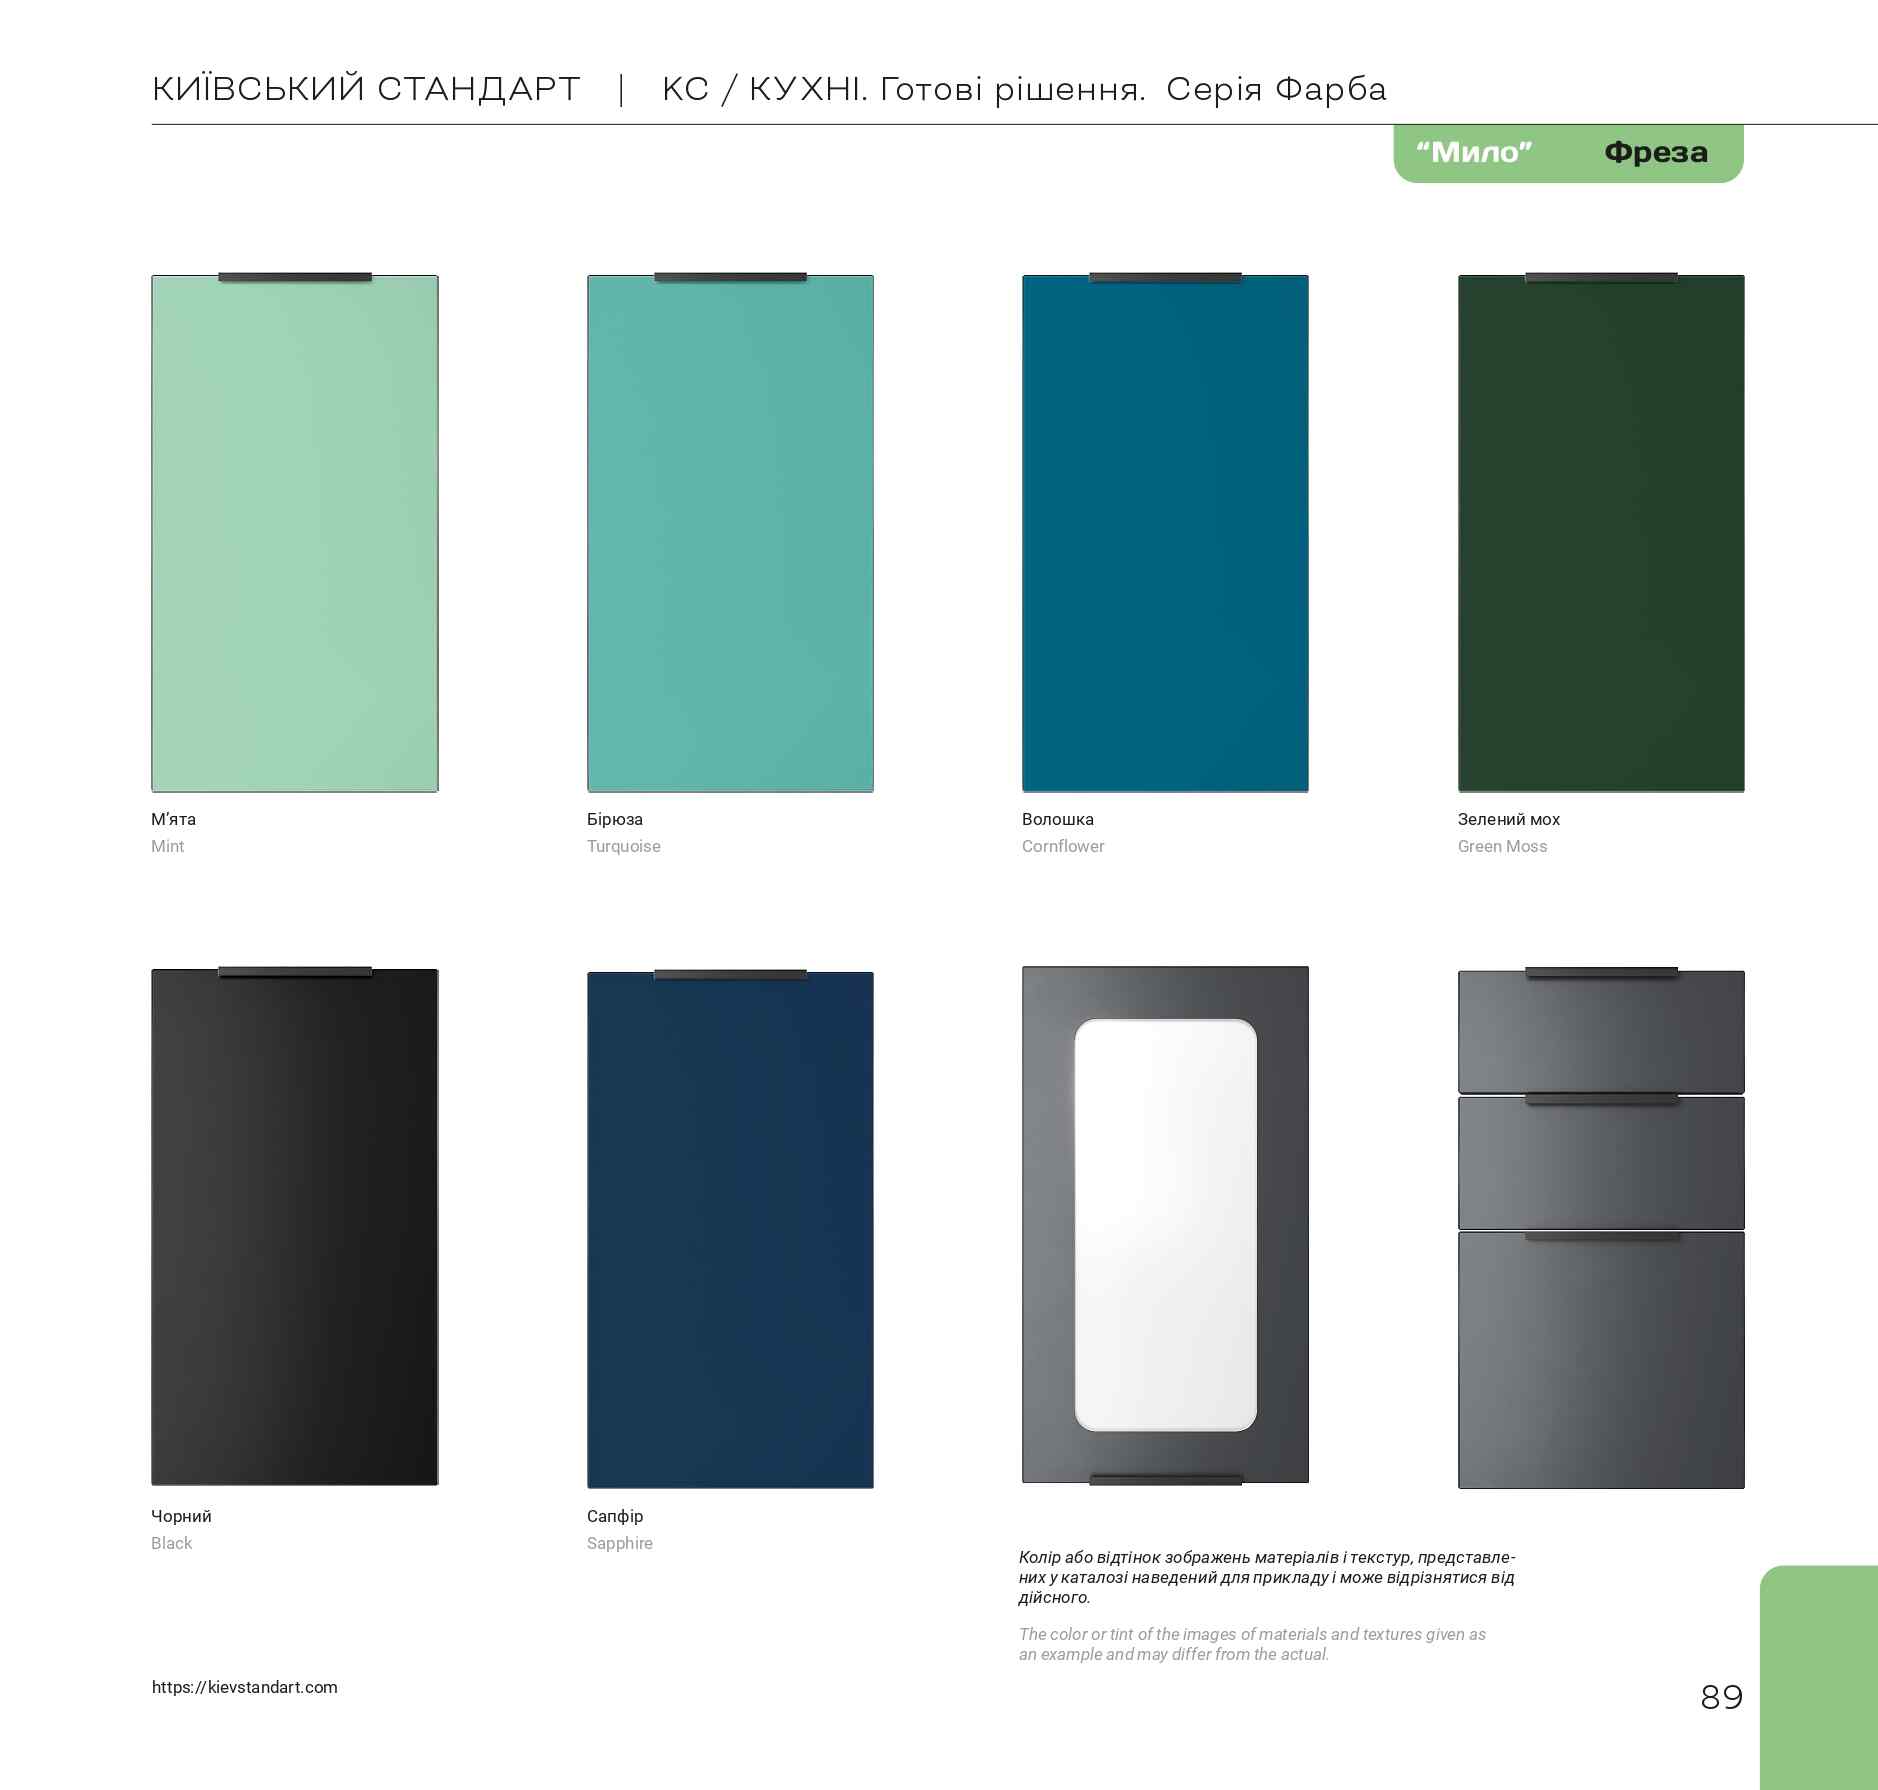 КИЇВСЬКИЙ СТАНДАРТ | КС / КУХНІ. Готові рішення. Серія Фарба
“Мило” Фреза
М’ята
Mint
Бірюза
Turquoise
Волошка
Cornflower
Зелений мох
Green Moss
Чорний
Black
Сапфір
Sapphire
Колір або відтінок зображень матеріалів і текстур, представле-
них у каталозі наведений для прикладу і може відрізнятися від
дійсного.
The color or tint of the images of materials and textures given as
an example and may differ from the actual.
https://kievstandart.com
89